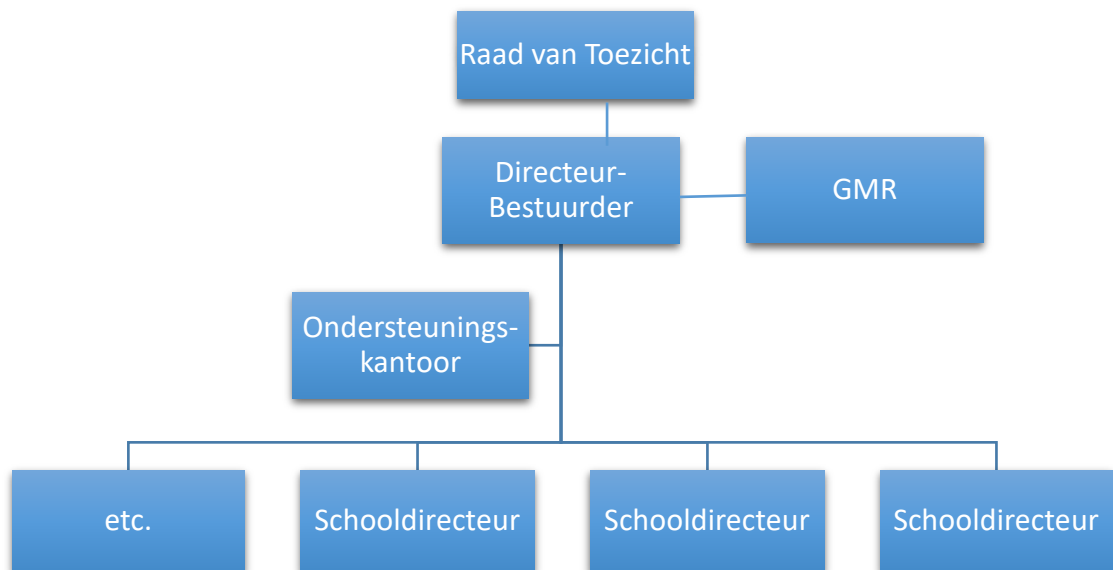 Raad van Toezicht
Directeur-
Bestuurder
GMR
Ondersteunings-
kantoor
etc.
Schooldirecteur
Schooldirecteur
Schooldirecteur